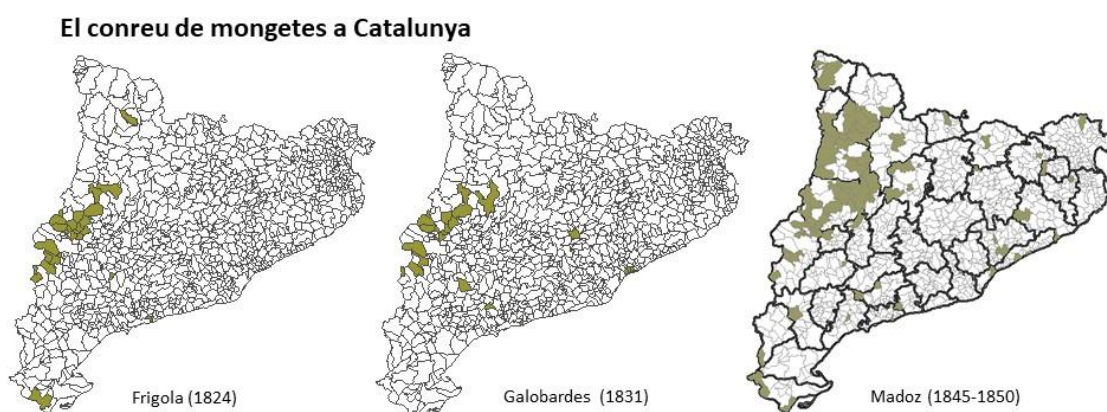 El conreu de mongetes a Catalunya
Frigola (1824)
Galobardes (1831)
Madoz (1845-1850)